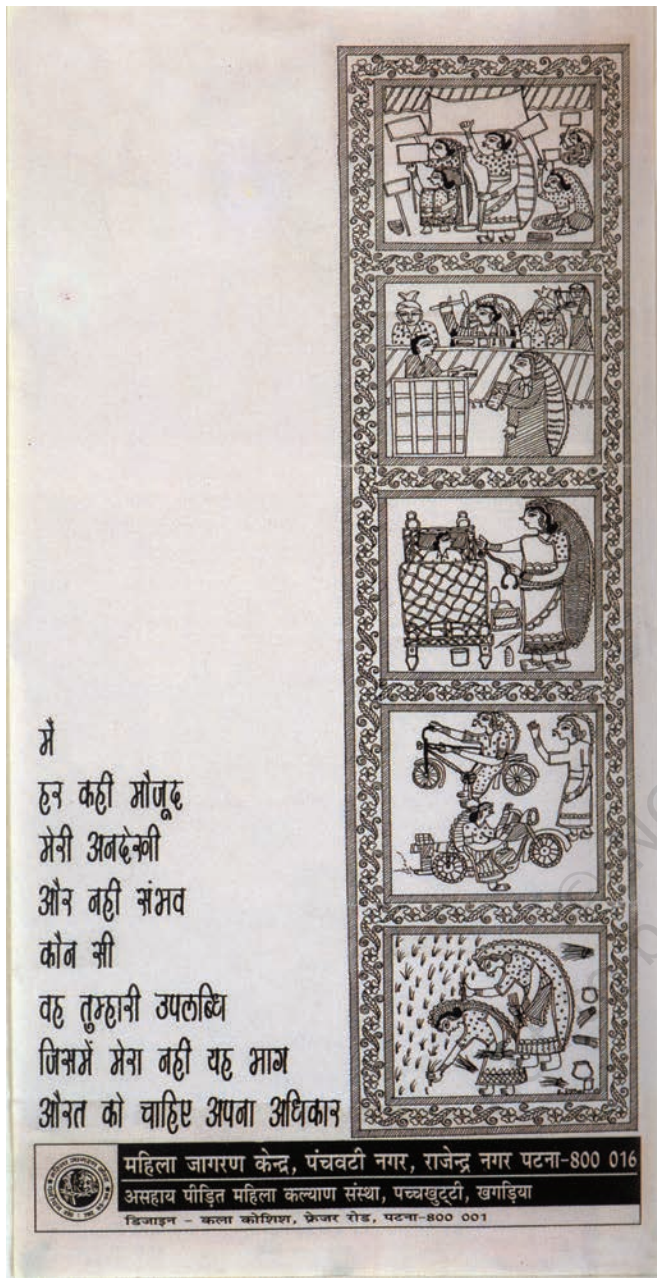 मैं
हर कहीं मौजूद
मेरी अनदेखी
और नहीं संभव
कौन सी
वह तुम्हारी उपलब्धि
जिसमें मेरा नहीं यह भाग
औरत को चाहिए अपना अधिकार
महिला जागरण केन्द्र, पंचवटी नगर, राजेन्द्र नगर पटना-800 016
असहाय पीड़ित महिला कल्याण संस्था, पच्चखुट्टी, खगड़िया
डिजाइन - कला कोशिश, फ्रेजर रोड, पटना-800 001